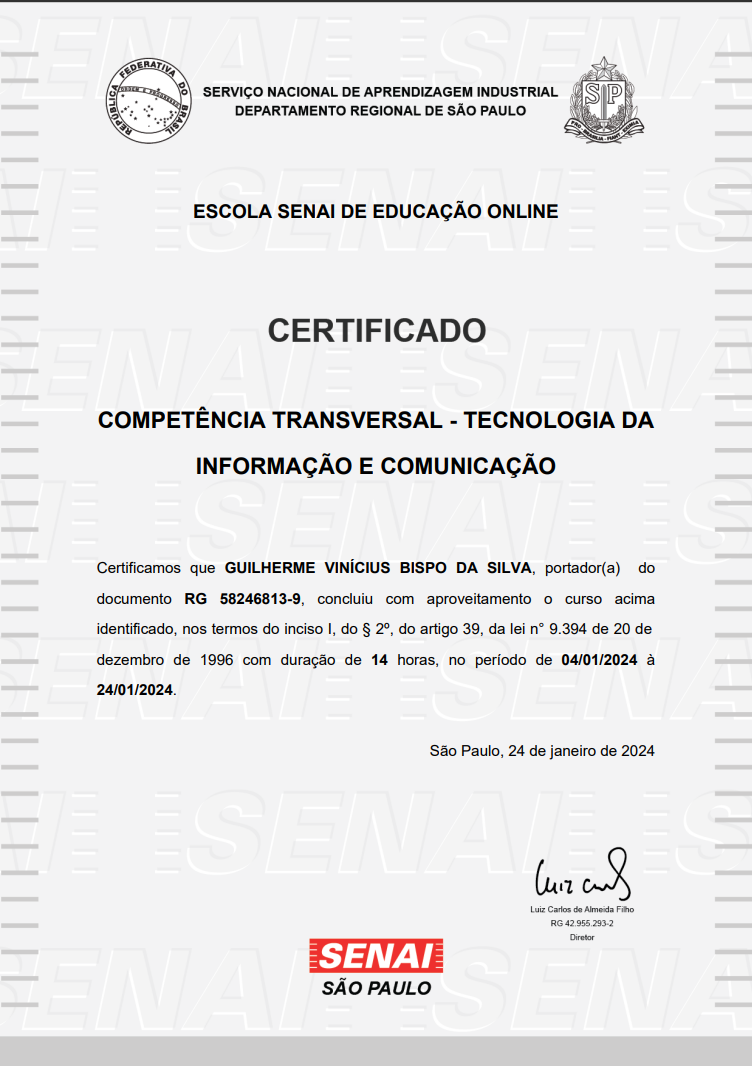 REPÚBLICA FEDERATIVA DO BRASIL
ORDEM E PROGRESSO
SERVIÇO NACIONAL DE APRENDIZAGEM INDUSTRIAL
DEPARTAMENTO REGIONAL DE SÃO PAULO
SP
ESCOLA SENAI DE EDUCAÇÃO ONLINE
CERTIFICADO
COMPETÊNCIA TRANSVERSAL - TECNOLOGIA DA
INFORMAÇÃO E COMUNICAÇÃO
Certificamos que GUILHERME VINÍCIUS BISPO DA SILVA, portador(a) do
documento RG 58246813-9, concluiu com aproveitamento o curso acima
identificado, nos termos do inciso I, do § 2º, do artigo 39, da lei n° 9.394 de 20 de
dezembro de 1996 com duração de 14 horas, no período de 04/01/2024 à
24/01/2024.
São Paulo, 24 de janeiro de 2024
Luiz Carlos de Almeida Filho
RG 42.955.293-2
Diretor
SENAI
SÃO PAULO